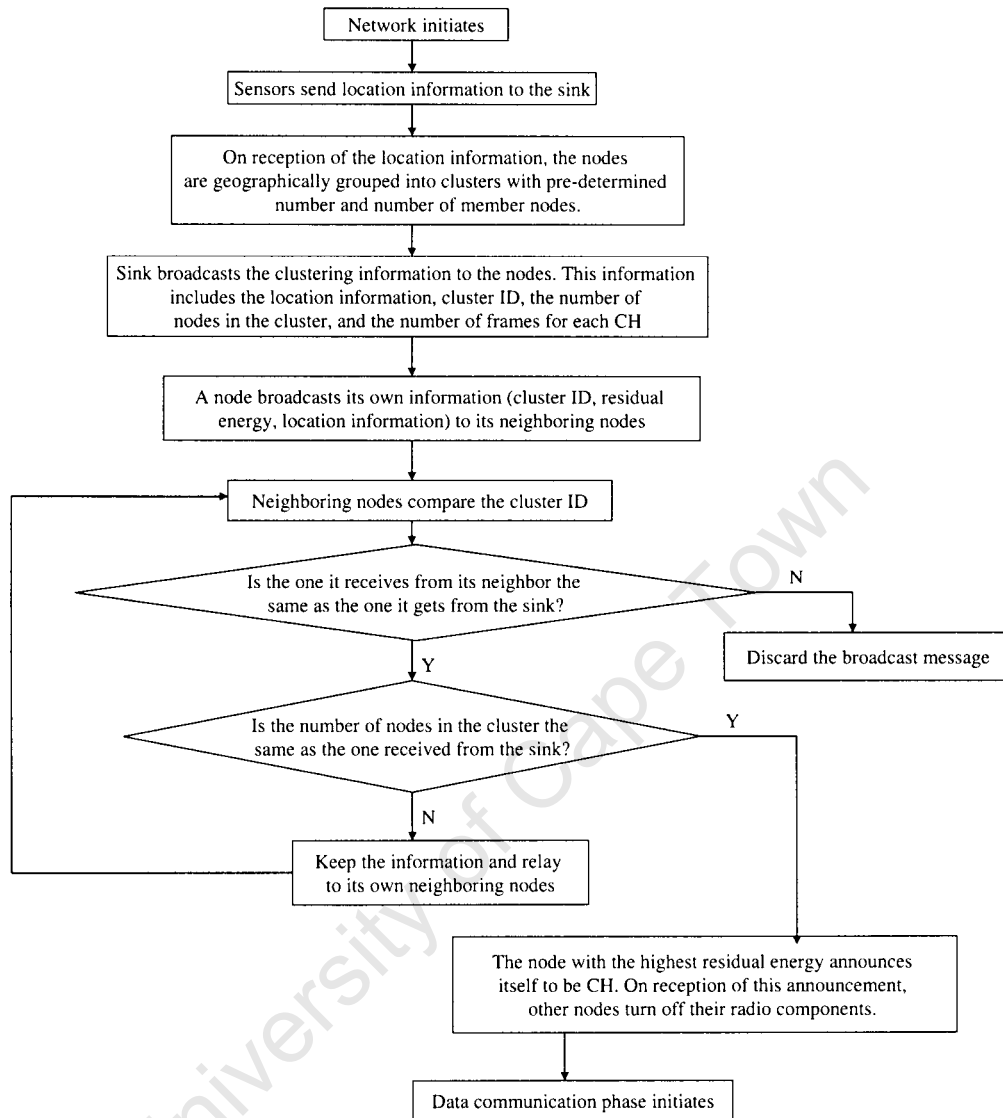 Network initiates
Sensors send location information to the sink
On reception of the location information, the nodes
are geographically grouped into clusters with pre-determined
number and number of member nodes.
Sink broadcasts the clustering information to the nodes. This information
includes the location information, cluster ID, the number of
nodes in the cluster, and the number of frames for each CH
A node broadcasts its own information (cluster ID, residual
energy, location information) to its neighboring nodes
Neighboring nodes compare the cluster ID
Is the one it receives from its neighbor the
same as the one it gets from the sink?
N
Discard the broadcast message
Y
Is the number of nodes in the cluster the
same as the one received from the sink?
Y
N
Keep the information and relay
to its own neighboring nodes
The node with the highest residual energy announces
itself to be CH. On reception of this announcement,
other nodes turn off their radio components.
Data communication phase initiates
niversity of Cape Town